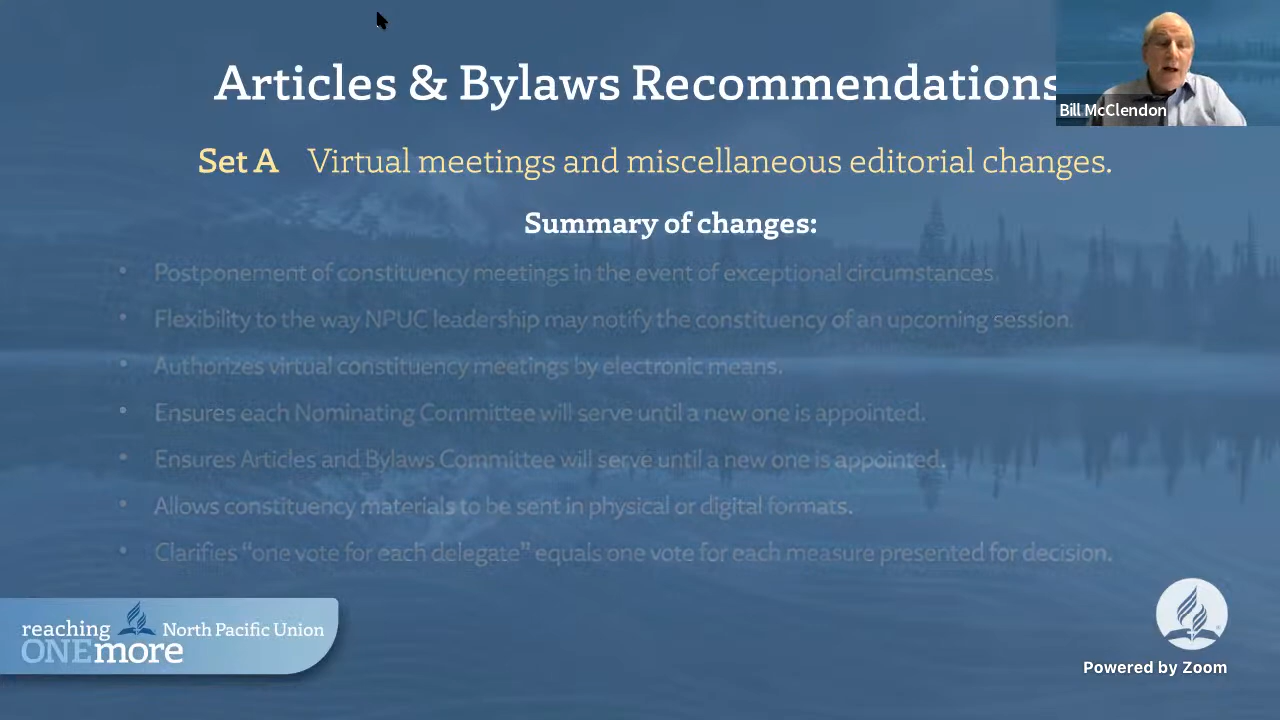 Articles & Bylaws Recommendations
Bill McClendon
Set A Virtual meetings and miscellaneous editorial changes.
Summary of changes:
• Postponement of constituency meetings in the event of exceptional circumstances.
• Flexibility to the way NPUC leadership may notify the constituency of an upcoming session.
• Authorizes virtual constituency meetings by electronic means.
• Ensures each Nominating Committee will serve until a new one is appointed.
• Ensures Articles and Bylaws Committee will serve until a new one is appointed.
• Allows constituency materials to be sent in physical or digital formats.
• Clarifies "one vote for each delegate" equals one vote for each measure presented for decision.
reaching North Pacific Union
ONEmore
Powered by Zoom